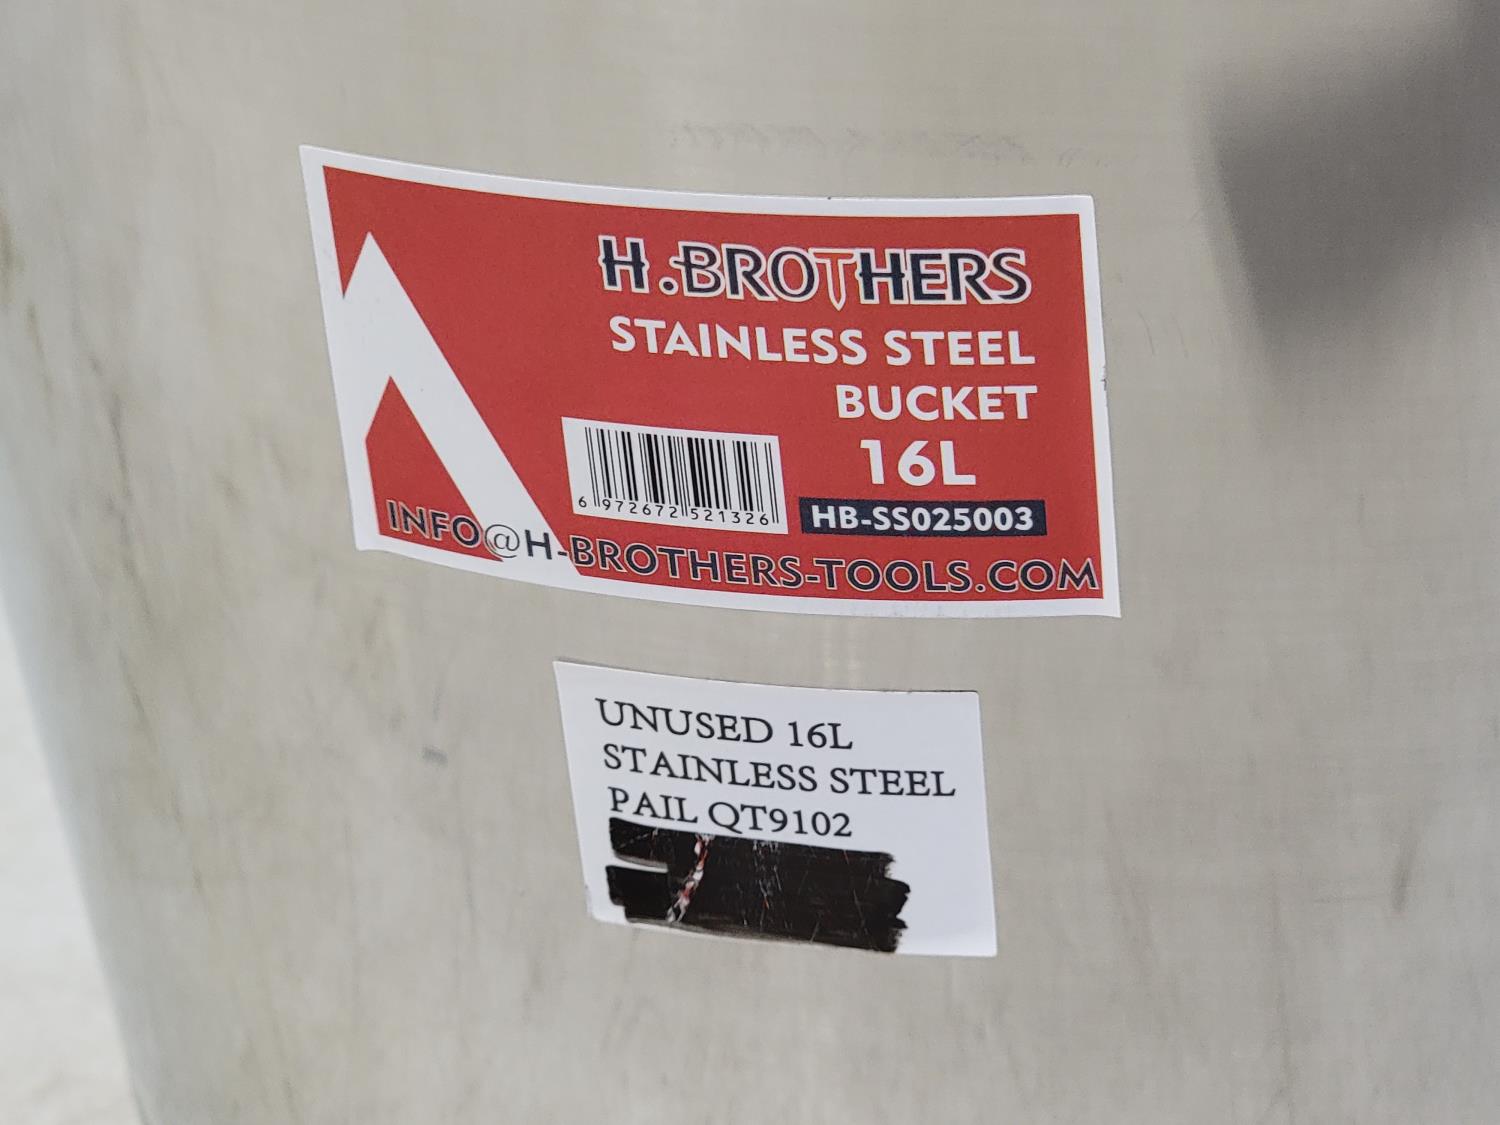 H.BROTHERS
STAINLESS STEEL
BUCKET
16L
6 972672 521326
HB-SS025003
INFO@H-BROTHERS-TOOLS.COM
UNUSED 16L
STAINLESS STEEL
PAIL QT9102